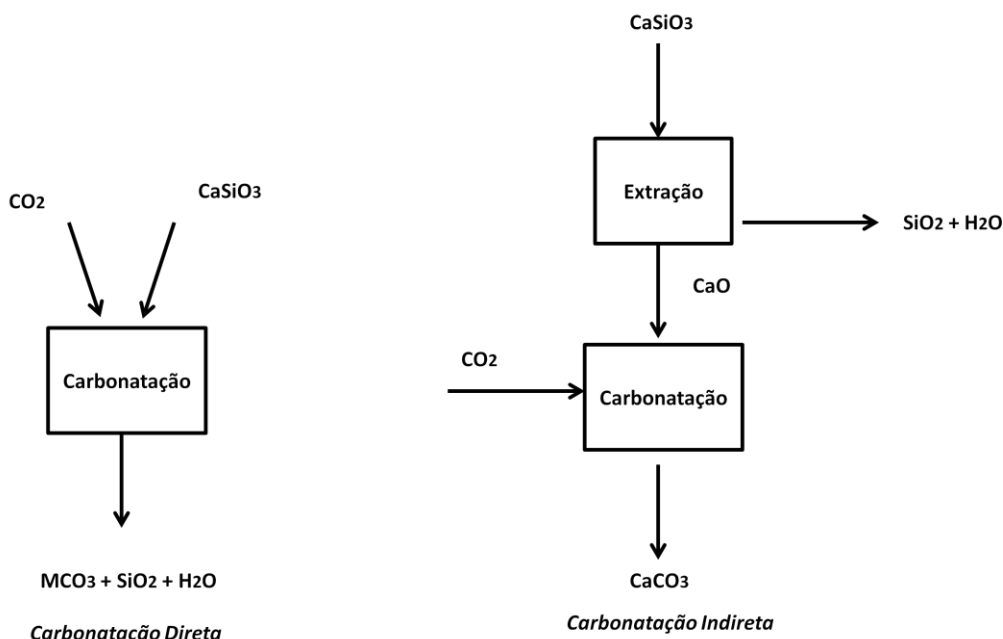 CO2
CaSiO3
Carbonatação
MCO3 + SiO2 + H2O
Carbonatação Direta
CaSiO3
Extração
SiO2 + H2O
CaO
CO2
Carbonatação
CaCO3
Carbonatação Indireta